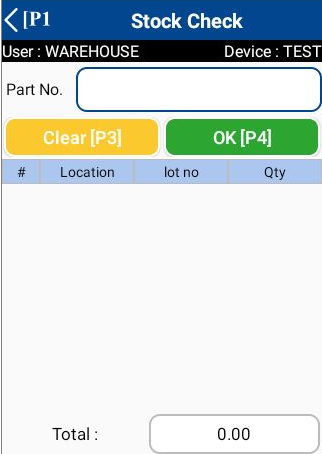 [P1 Stock Check
User : WAREHOUSE Device : TEST
Part No.
Clear [P3] OK [P4]
# Location lot no Qty
Total : 0.00